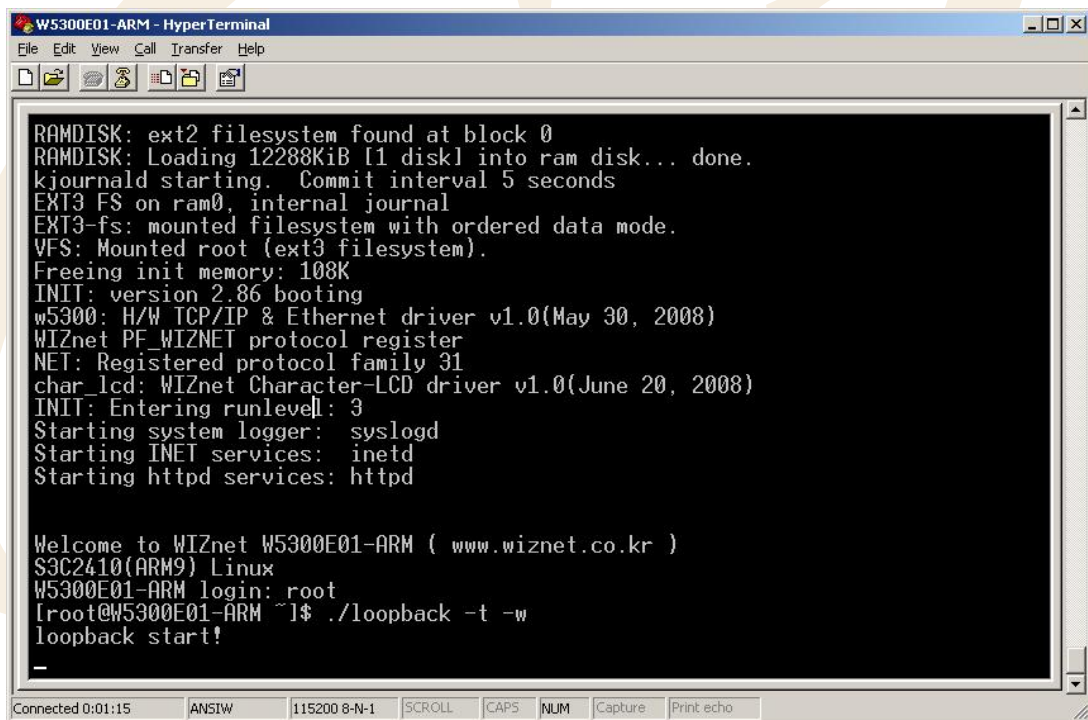 W5300E01-ARM - HyperTerminal
File Edit View Call Transfer Help
RAMDISK: ext2 filesystem found at block 0
RAMDISK: Loading 12288KiB [1 disk] into ram disk... done.
kjournald starting.  Commit interval 5 seconds
EXT3 FS on ram0, internal journal
EXT3-fs: mounted filesystem with ordered data mode.
VFS: Mounted root (ext3 filesystem).
Freeing init memory: 108K
INIT: version 2.86 booting
w5300: H/W TCP/IP & Ethernet driver v1.0(May 30, 2008)
WIZnet PF_WIZNET protocol register
NET: Registered protocol family 31
char_lcd: WIZnet Character-LCD driver v1.0(June 20, 2008)
INIT: Entering runlevel: 3
Starting system logger:  syslogd
Starting INET services:  inetd
Starting httpd services: httpd
Welcome to WIZnet W5300E01-ARM ( www.wiznet.co.kr )
S3C2410(ARM9) Linux
W5300E01-ARM login: root
[root@W5300E01-ARM ~]$ ./loopback -t -w
loopback start!
Connected 0:01:15 ANSIW 115200 8-N-1 SCROLL CAPS NUM Capture Print echo